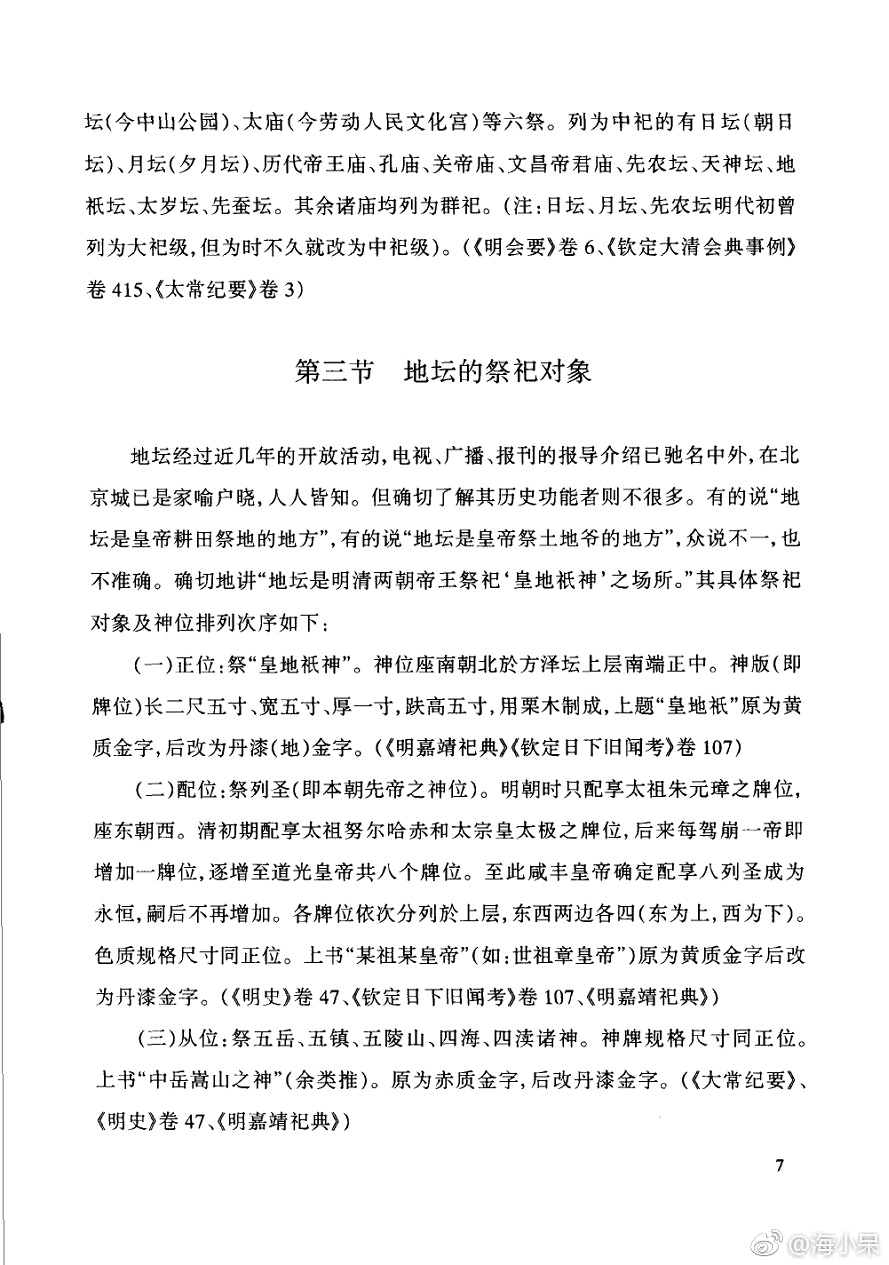 坛(今中山公园)、太庙(今劳动人民文化宫)等六祭。列为中祀的有日坛(朝日
坛)、月坛(夕月坛)、历代帝王庙、孔庙、关帝庙、文昌帝君庙、先农坛、天神坛、地
祇坛、太岁坛、先蚕坛。其余诸庙均列为群祀。(注:日坛、月坛、先农坛明代初曾
列为大祀级,但为时不久就改为中祀级)。(《明会要》卷6、《钦定大清会典事例》
卷415、《太常纪要》卷3)
第三节 地坛的祭祀对象
地坛经过近几年的开放活动,电视、广播、报刊的报导介绍已驰名中外,在北
京城已是家喻户晓,人人皆知。但确切了解其历史功能者则不很多。有的说“地
坛是皇帝耕田祭地的地方”,有的说“地坛是皇帝祭土地爷的地方”,众说不一,也
不准确。确切地讲“地坛是明清两朝帝王祭祀‘皇地祇神’之场所。”其具体祭祀
对象及神位排列次序如下:
(一)正位:祭“皇地祇神”。神位座南朝北於方泽坛上层南端正中。神版(即
牌位)长二尺五寸、宽五寸、厚一寸,趺高五寸,用栗木制成,上题“皇地祇”原为黄
质金字,后改为丹漆(地)金字。(《明嘉靖祀典》《钦定日下旧闻考》卷107)
(二)配位:祭列圣(即本朝先帝之神位)。明朝时只配享太祖朱元璋之牌位,
座东朝西。清初期配享太祖努尔哈赤和太宗皇太极之牌位,后来每驾崩一帝即
增加一牌位,逐增至道光皇帝共八个牌位。至此咸丰皇帝确定配享八列圣成为
永恒,嗣后不再增加。各牌位依次分列於上层,东西两边各四(东为上,西为下)。
色质规格尺寸同正位。上书“某祖某皇帝”(如:世祖章皇帝”)原为黄质金字后改
为丹漆金字。(《明史》卷47、《钦定日下旧闻考》卷107、《明嘉靖祀典》)
(三)从位:祭五岳、五镇、五陵山、四海、四渎诸神。神牌规格尺寸同正位。
上书“中岳嵩山之神”(余类推)。原为赤质金字,后改丹漆金字。(《大常纪要》、
《明史》卷47、《明嘉靖祀典》)
7
@海小呆